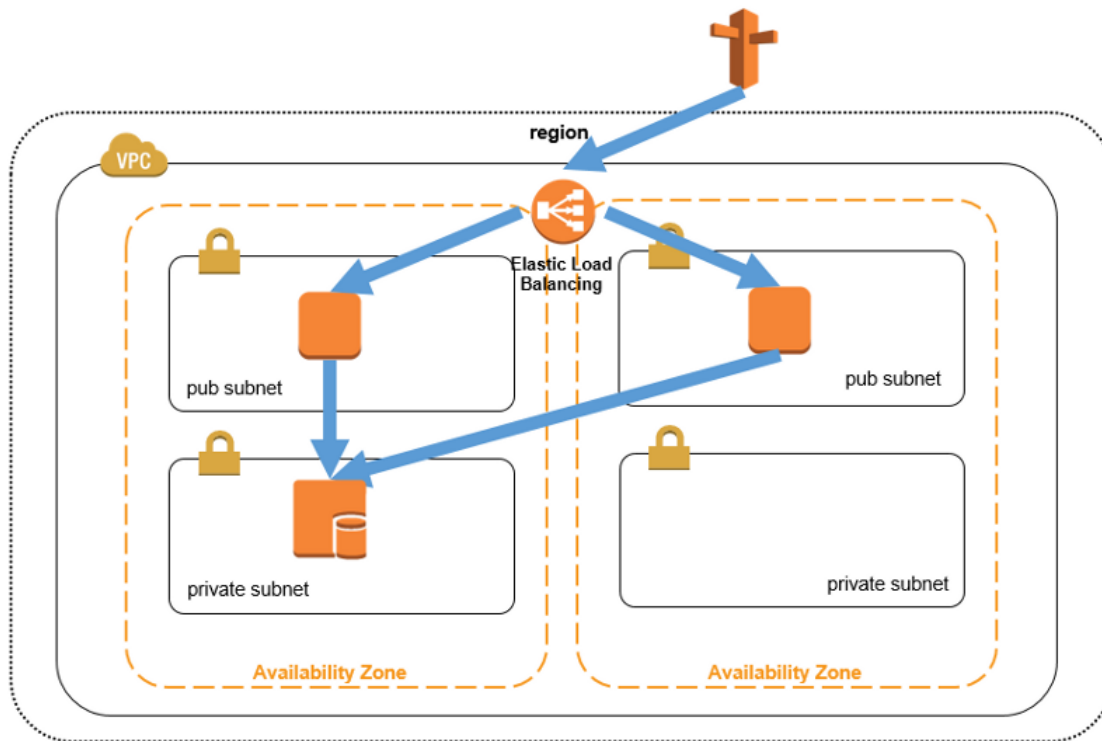 region
VPC
Elastic Load
Balancing
pub subnet
pub subnet
private subnet
private subnet
Availability Zone
Availability Zone